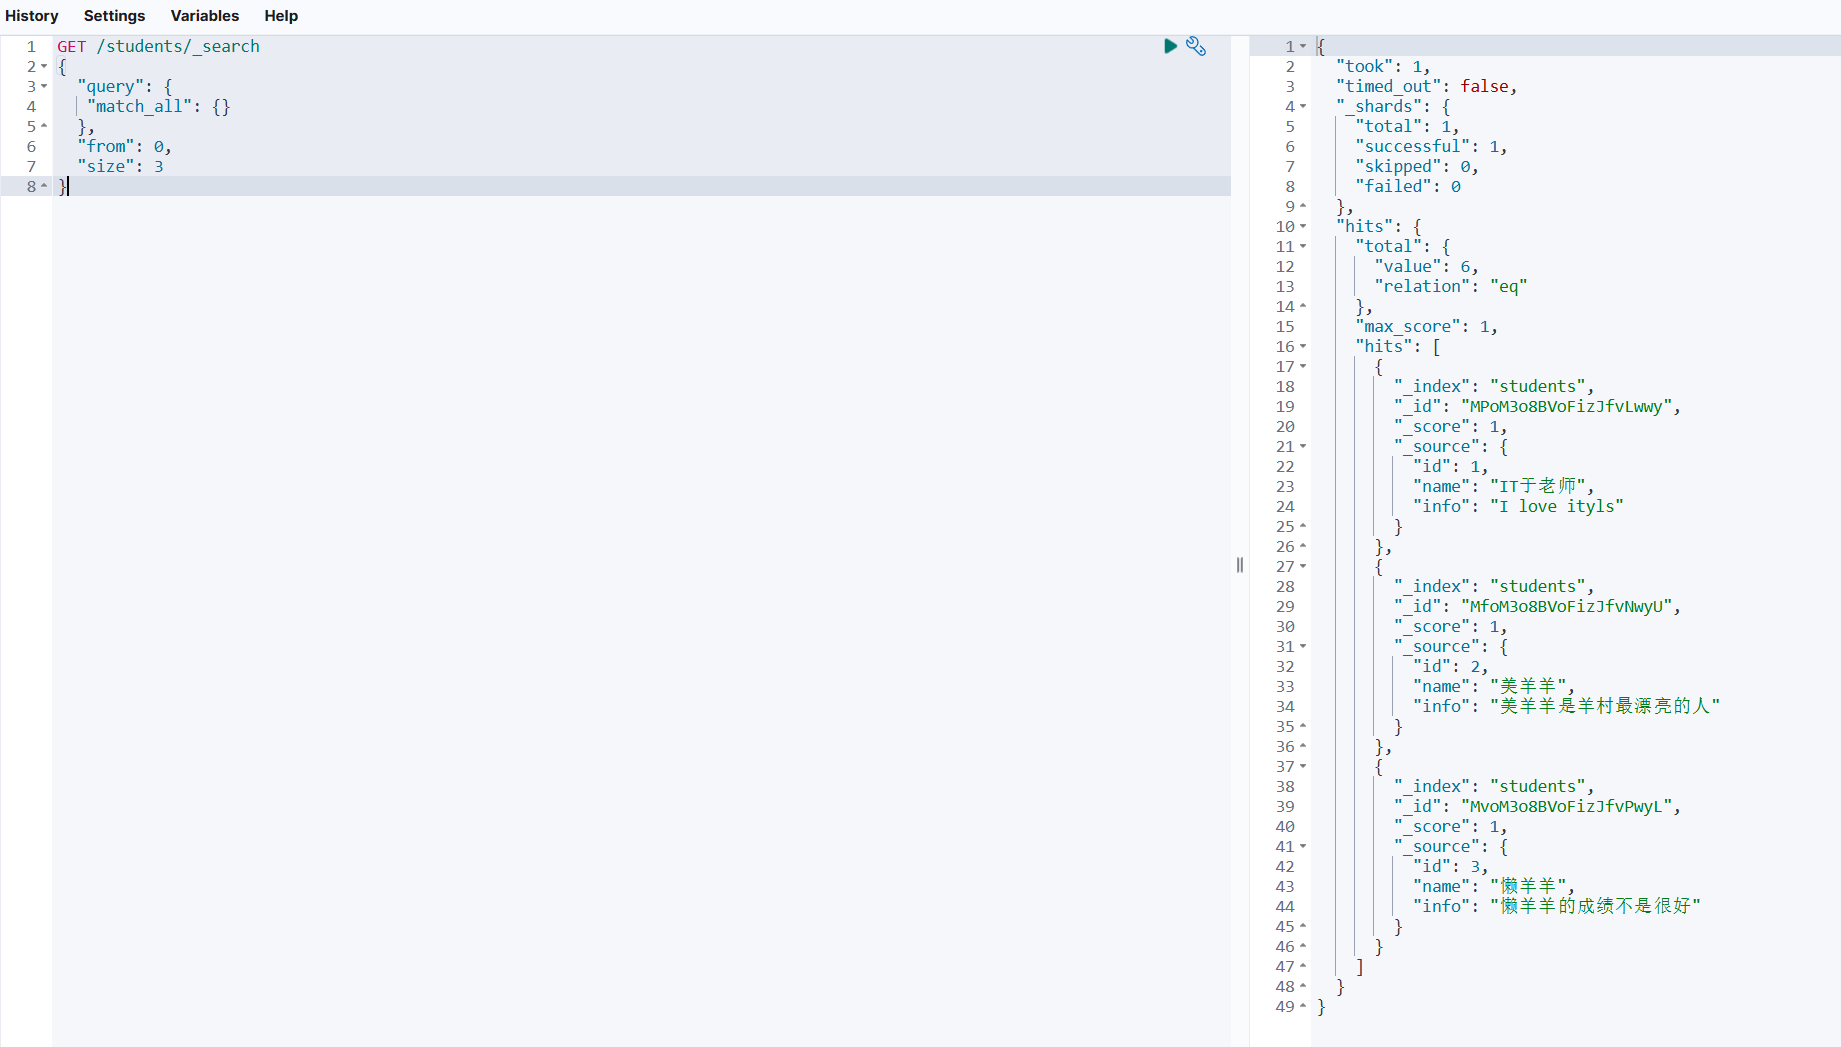 History Settings Variables Help
1 GET /students/_search
2 {
3 "query": {
4 "match_all": {}
5 },
6 "from": 0,
7 "size": 3
8 }
1 {
2 "took": 1,
3 "timed_out": false,
4 "_shards": {
5 "total": 1,
6 "successful": 1,
7 "skipped": 0,
8 "failed": 0
9 },
10 "hits": {
11 "total": {
12 "value": 6,
13 "relation": "eq"
14 },
15 "max_score": 1,
16 "hits": [
17 {
18 "_index": "students",
19 "_id": "MPoM3o8BVoFizJfvLwwy",
20 "_score": 1,
21 "_source": {
22 "id": 1,
23 "name": "IT于老师",
24 "info": "I love ityls"
25 }
26 },
27 {
28 "_index": "students",
29 "_id": "MfoM3o8BVoFizJfvNwyU",
30 "_score": 1,
31 "_source": {
32 "id": 2,
33 "name": "美羊羊",
34 "info": "美羊羊是羊村最漂亮的人"
35 }
36 },
37 {
38 "_index": "students",
39 "_id": "MvoM3o8BVoFizJfvPwyL",
40 "_score": 1,
41 "_source": {
42 "id": 3,
43 "name": "懒羊羊",
44 "info": "懒羊羊的成绩不是很好"
45 }
46 }
47 ]
48 }
49 }